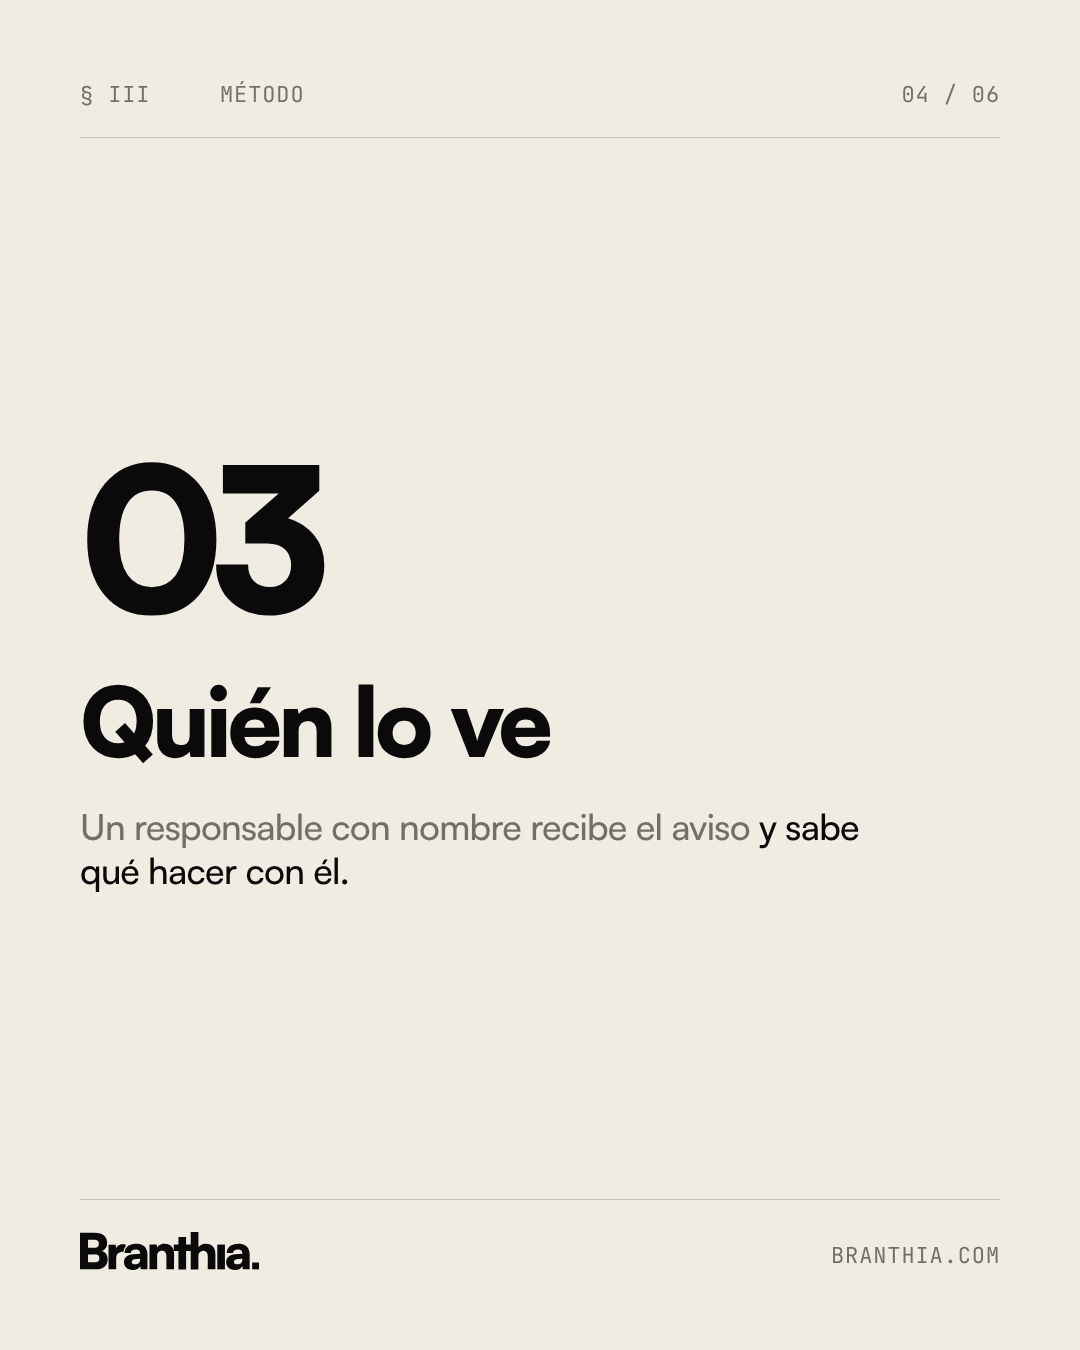 § III MÉTODO 04 / 06
03
Quién lo ve
Un responsable con nombre recibe el aviso y sabe
qué hacer con él.
Branthıa. BRANTHIA.COM